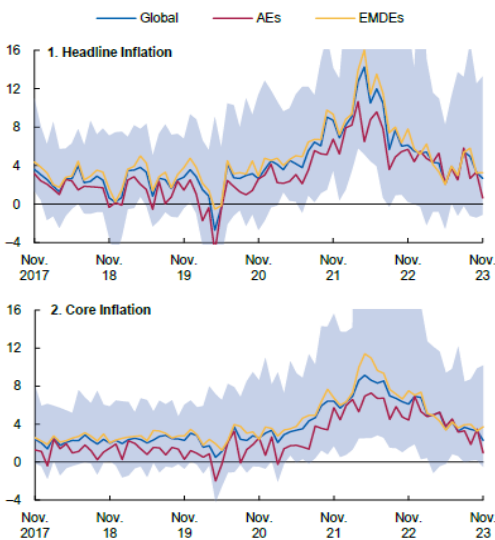 Global AEs EMDEs
1. Headline Inflation
16
12
8
4
0
–4
Nov. Nov. Nov. Nov. Nov. Nov. Nov.
2017 18 19 20 21 22 23
2. Core Inflation
16
12
8
4
0
–4
Nov. Nov. Nov. Nov. Nov. Nov. Nov.
2017 18 19 20 21 22 23